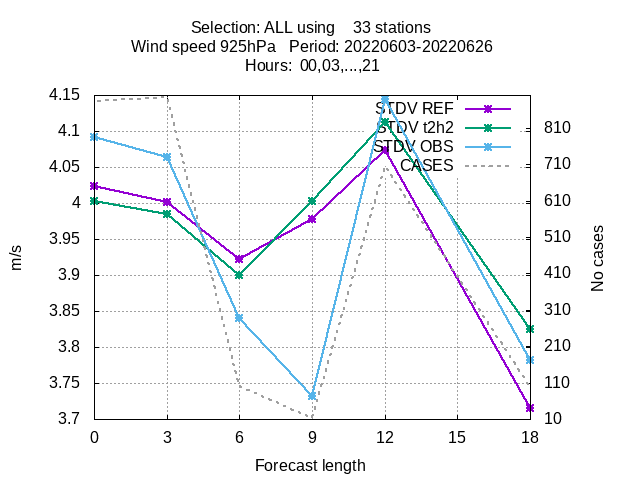 Selection: ALL using    33 stations
Wind speed 925hPa   Period: 20220603-20220626
Hours:  00,03,...,21
STDV REF
STDV t2h2
STDV OBS
CASES
4.15
4.1
4.05
4
3.95
3.9
3.85
3.8
3.75
3.7
m/s
810
710
610
510
410
310
210
110
10
No cases
0 3 6 9 12 15 18
Forecast length